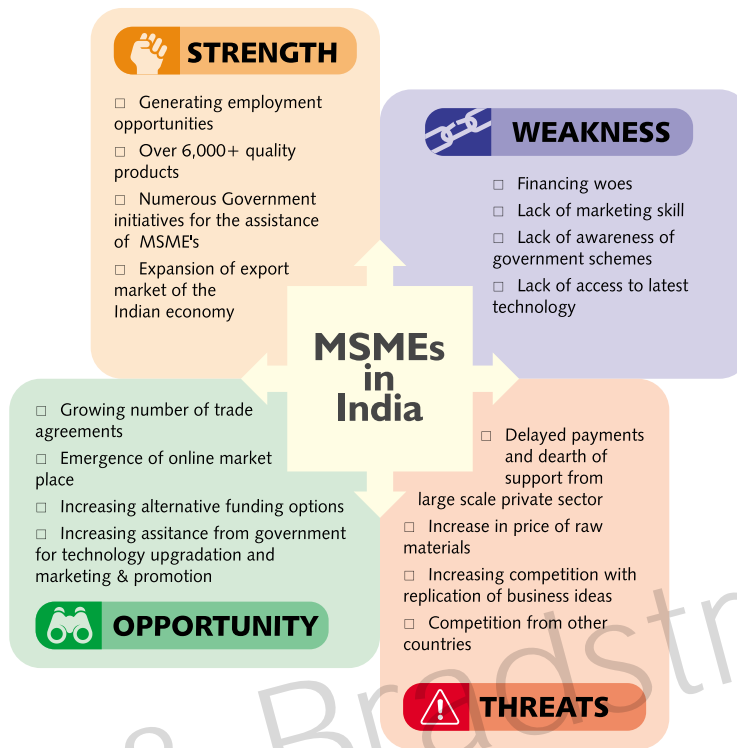 STRENGTH
□ Generating employment
opportunities
□ Over 6,000+ quality
products
□ Numerous Government
initiatives for the assistance
of MSME's
□ Expansion of export
market of the
Indian economy
WEAKNESS
□ Financing woes
□ Lack of marketing skill
□ Lack of awareness of
government schemes
□ Lack of access to latest
technology
MSMEs
in
India
□ Growing number of trade
agreements
□ Emergence of online market
place
□ Increasing alternative funding options
□ Increasing assitance from government
for technology upgradation and
marketing & promotion
OPPORTUNITY
□ Delayed payments
and dearth of
support from
large scale private sector
□ Increase in price of raw
materials
□ Increasing competition with
replication of business ideas
□ Competition from other
countries
THREATS
& Bradstr